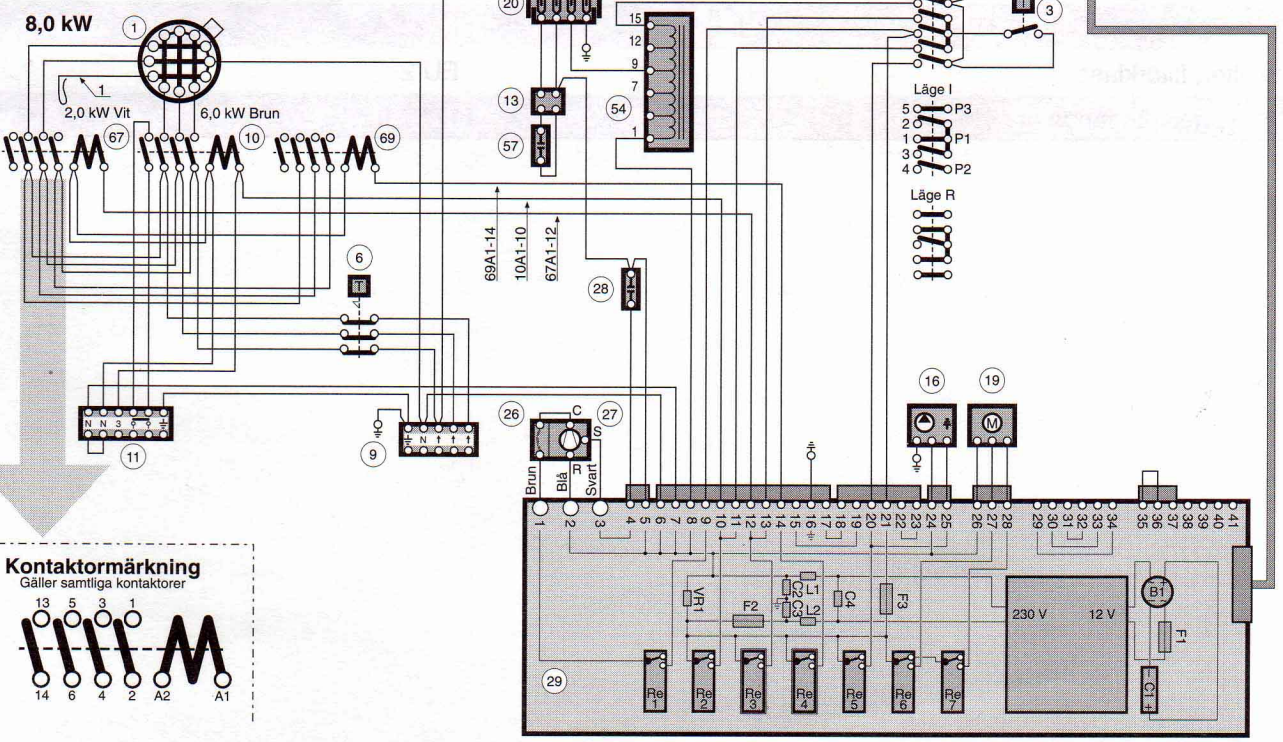 8,0 kW
1
20
3
15
12
9
7
1
54
13
57
1
2,0 kW Vit
6,0 kW Brun
67
10
69
Läge I
5 P3
2
1 P1
3
4 P2
Läge R
69A1-14
10A1-10
67A1-12
6
T
28
16
19
M
26
27
C
S
R
N N 3
11
9
N
Brun
Blå
Svart
1 2 3 4 5 6 7 8 9 10 11 12 13 14 15 16 17 18 19 20 21 22 23 24 25 26 27 28 29 30 31 32 33 34 35 36 37 38 39 40 41
Kontaktormärkning
Gäller samtliga kontaktorer
13 5 3 1
14 6 4 2 A2 A1
VR1
F2
C2
C3
L1
L2
C4
F3
230 V
12 V
B1
F1
C1
29
Re 1
Re 2
Re 3
Re 4
Re 5
Re 6
Re 7